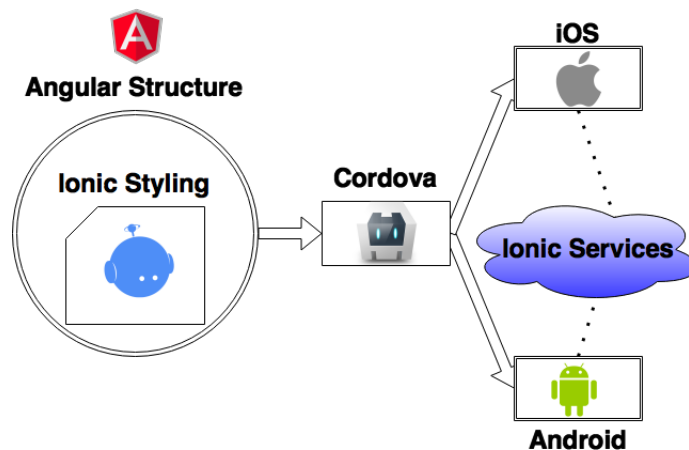 Angular Structure
Ionic Styling
Cordova
iOS
Ionic Services
Android